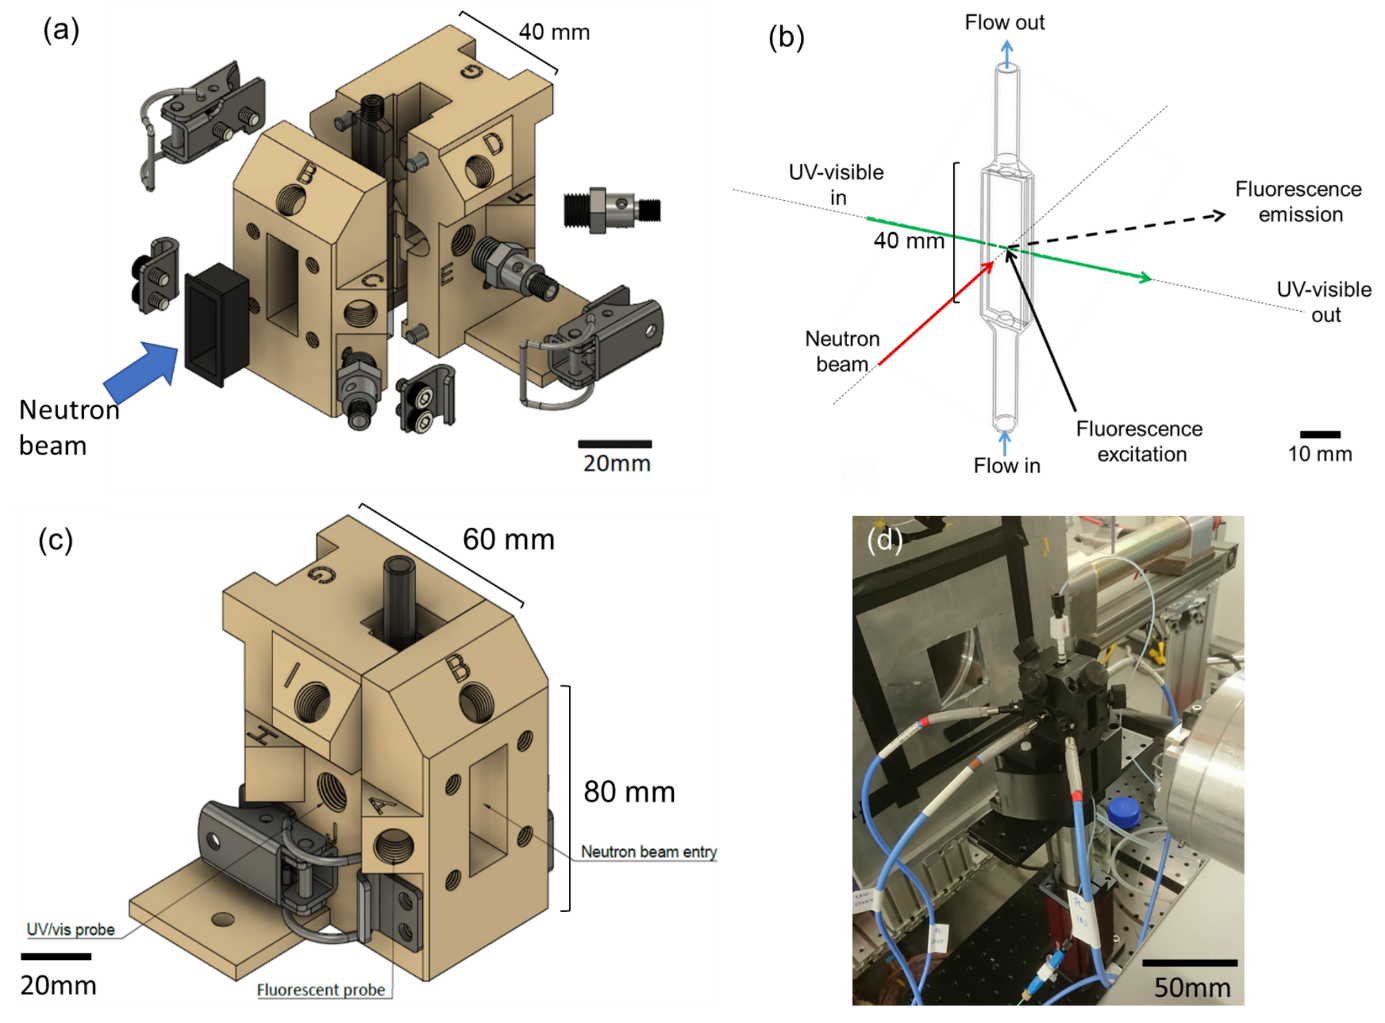 (a)
40 mm
G
B
D
F
E
C
Neutron
beam
20mm
(b)
Flow out
UV-visible
in
Fluorescence
emission
40 mm
UV-visible
out
Neutron
beam
Fluorescence
excitation
Flow in
10 mm
(c)
60 mm
G
I
B
H
A
80 mm
Neutron beam entry
UV/vis probe
20mm
Fluorescent probe
(d)
50mm